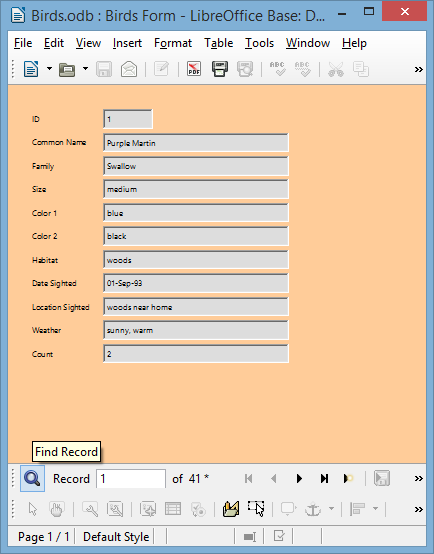 Birds.odb : Birds Form - LibreOffice Base: D...
File Edit View Insert Format Table Tools Window
PDF ABC ABC
ID 1
Common Name Purple Martin
Family Swallow
Size medium
Color 1 blue
Color 2 black
Habitat woods
Date Sighted 01-Sep-93
Location Sighted woods near home
Weather sunny, warm
Count 2
Find Record
Record 1 of 41 *
Page 1 / 1 Default Style